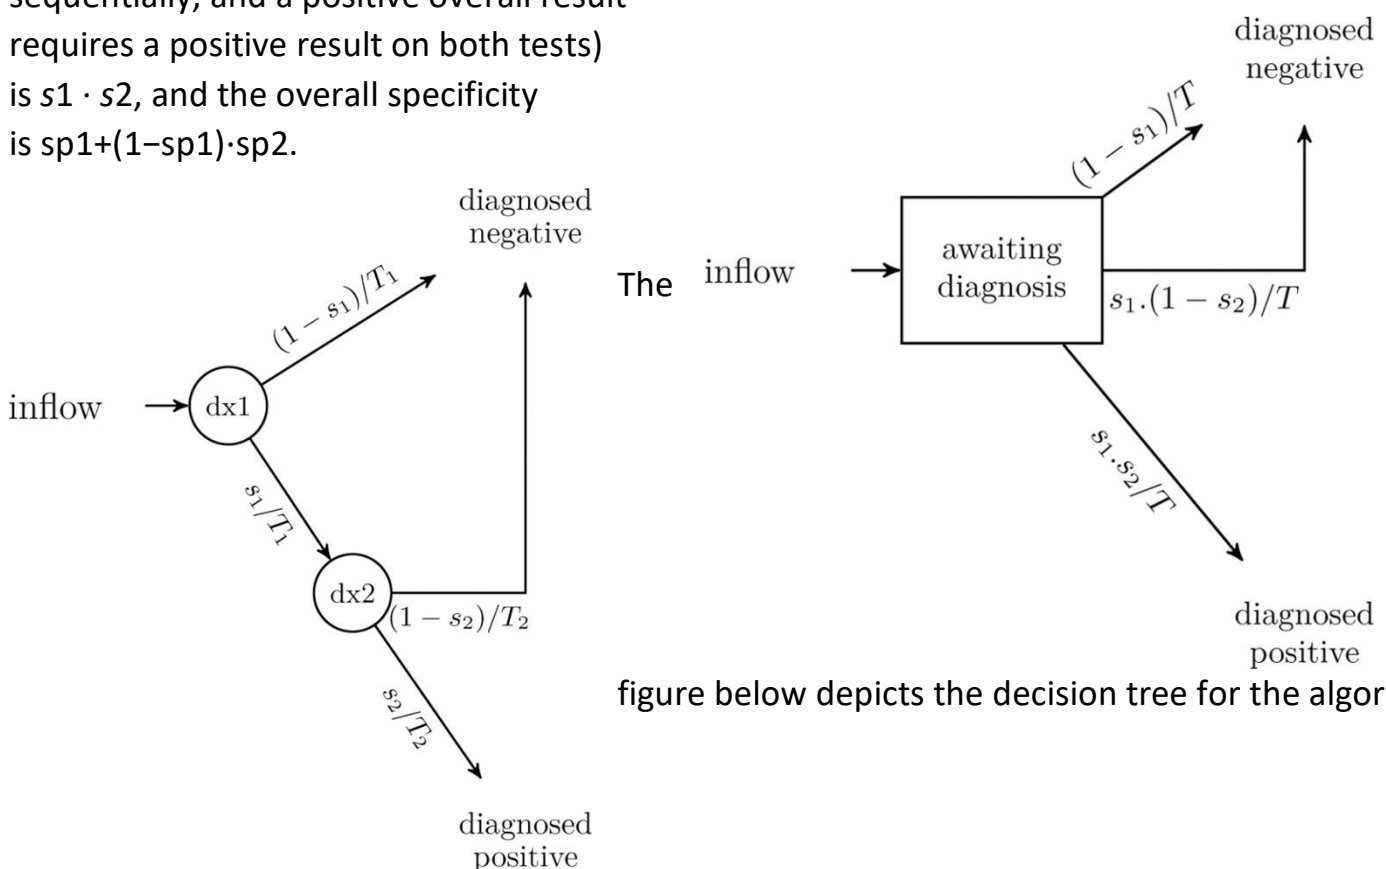 sequentially, and a positive overall result
requires a positive result on both tests)
is s1 · s2, and the overall specificity
is sp1+(1−sp1)·sp2.
diagnosed
negative
(1 − s₁)/T₁
inflow
dx1
s₁/T₁
dx2
(1 − s₂)/T₂
s₂/T₂
diagnosed
positive
The
diagnosed
negative
(1 − s₁)/T
inflow
awaiting
diagnosis
s₁.(1 − s₂)/T
s₁.s₂/T
diagnosed
positive
figure below depicts the decision tree for the algor